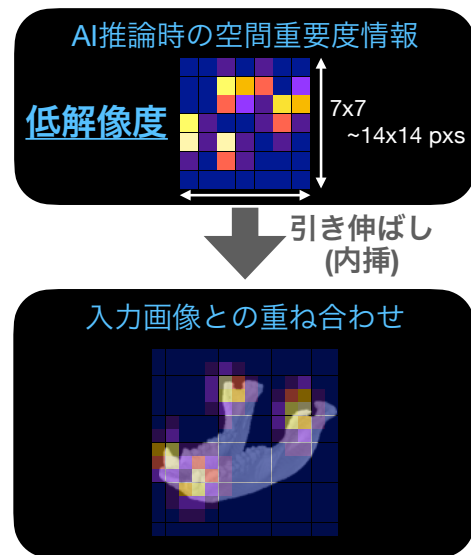 AI推論時の空間重要度情報
低解像度
7x7
~14x14 pxs
引き伸ばし
(内挿)
入力画像との重ね合わせ